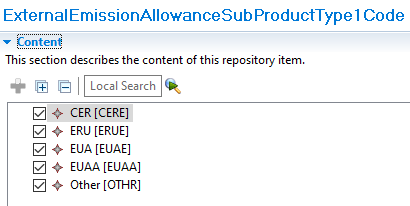 ExternalEmissionAllowanceSubProductType1Code
Content
This section describes the content of this repository item.
Local Search
CER [CERE]
ERU [ERUE]
EUA [EUAE]
EUAA [EUAA]
Other [OTHR]